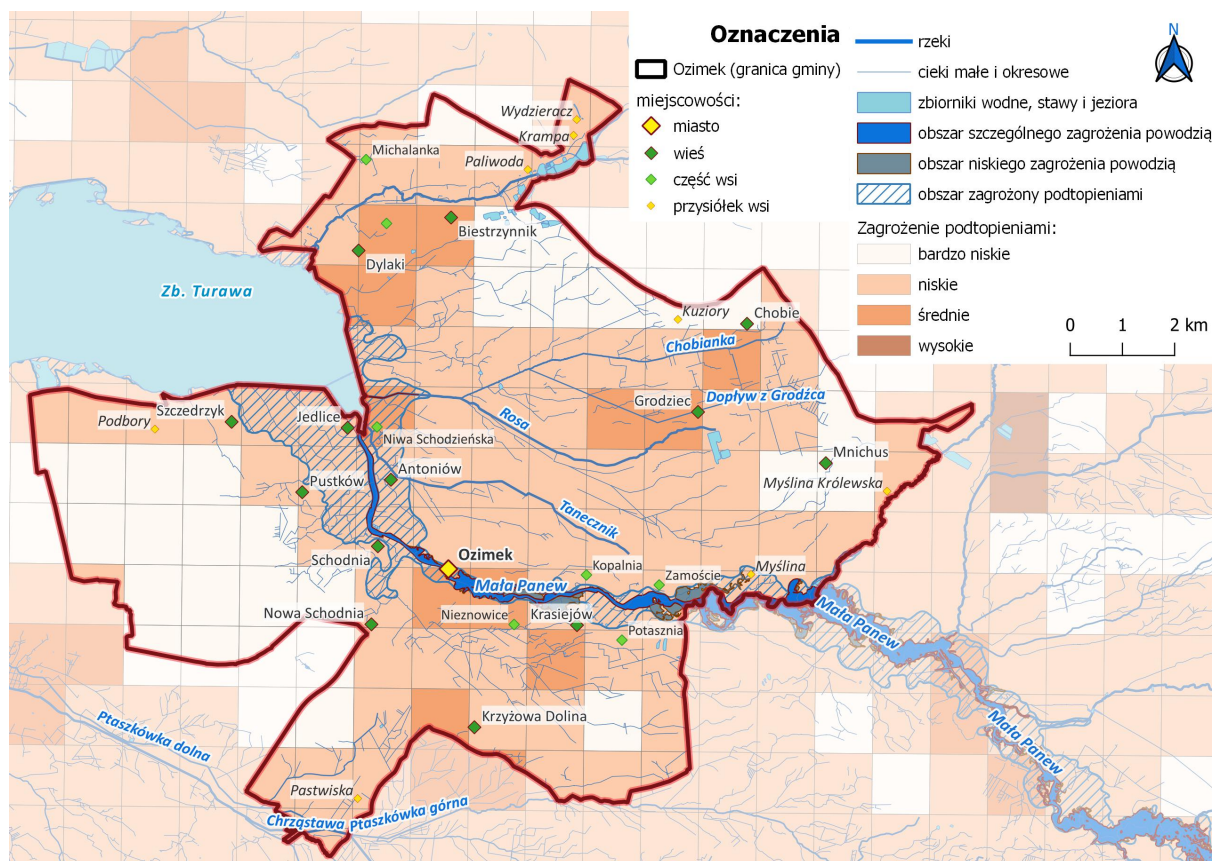 Oznaczenia
Ozimek (granica gminy)
miejscowości:
miasto
wieś
część wsi
przysiółek wsi
rzeki
cieki małe i okresowe
zbiorniki wodne, stawy i jeziora
obszar szczególnego zagrożenia powodzią
obszar niskiego zagrożenia powodzią
obszar zagrożony podtopieniami
Zagrożenie podtopieniami:
bardzo niskie
niskie
średnie
wysokie
N
0 1 2 km
Wydzieracz
Krampa
Michalanka
Paliwoda
Biestrzynnik
Dylaki
Zb. Turawa
Kuziory
Chobie
Chobianka
Szczedrzyk
Podbory
Jedlice
Grodziec
Dopływ z Grodźca
Rosa
Niwa Schodzieńska
Mnichus
Antoniów
Pustków
Myślina Królewska
Tanecznik
Schodnia
Ozimek
Kopalnia
Zamoście
Myślina
Mała Panew
Nowa Schodnia
Nieznowice
Krasiejów
Potasznia
Mała Panew
Krzyżowa Dolina
Mała Panew
Ptaszkówka dolna
Pastwiska
Chrząstawa Ptaszkówka górna